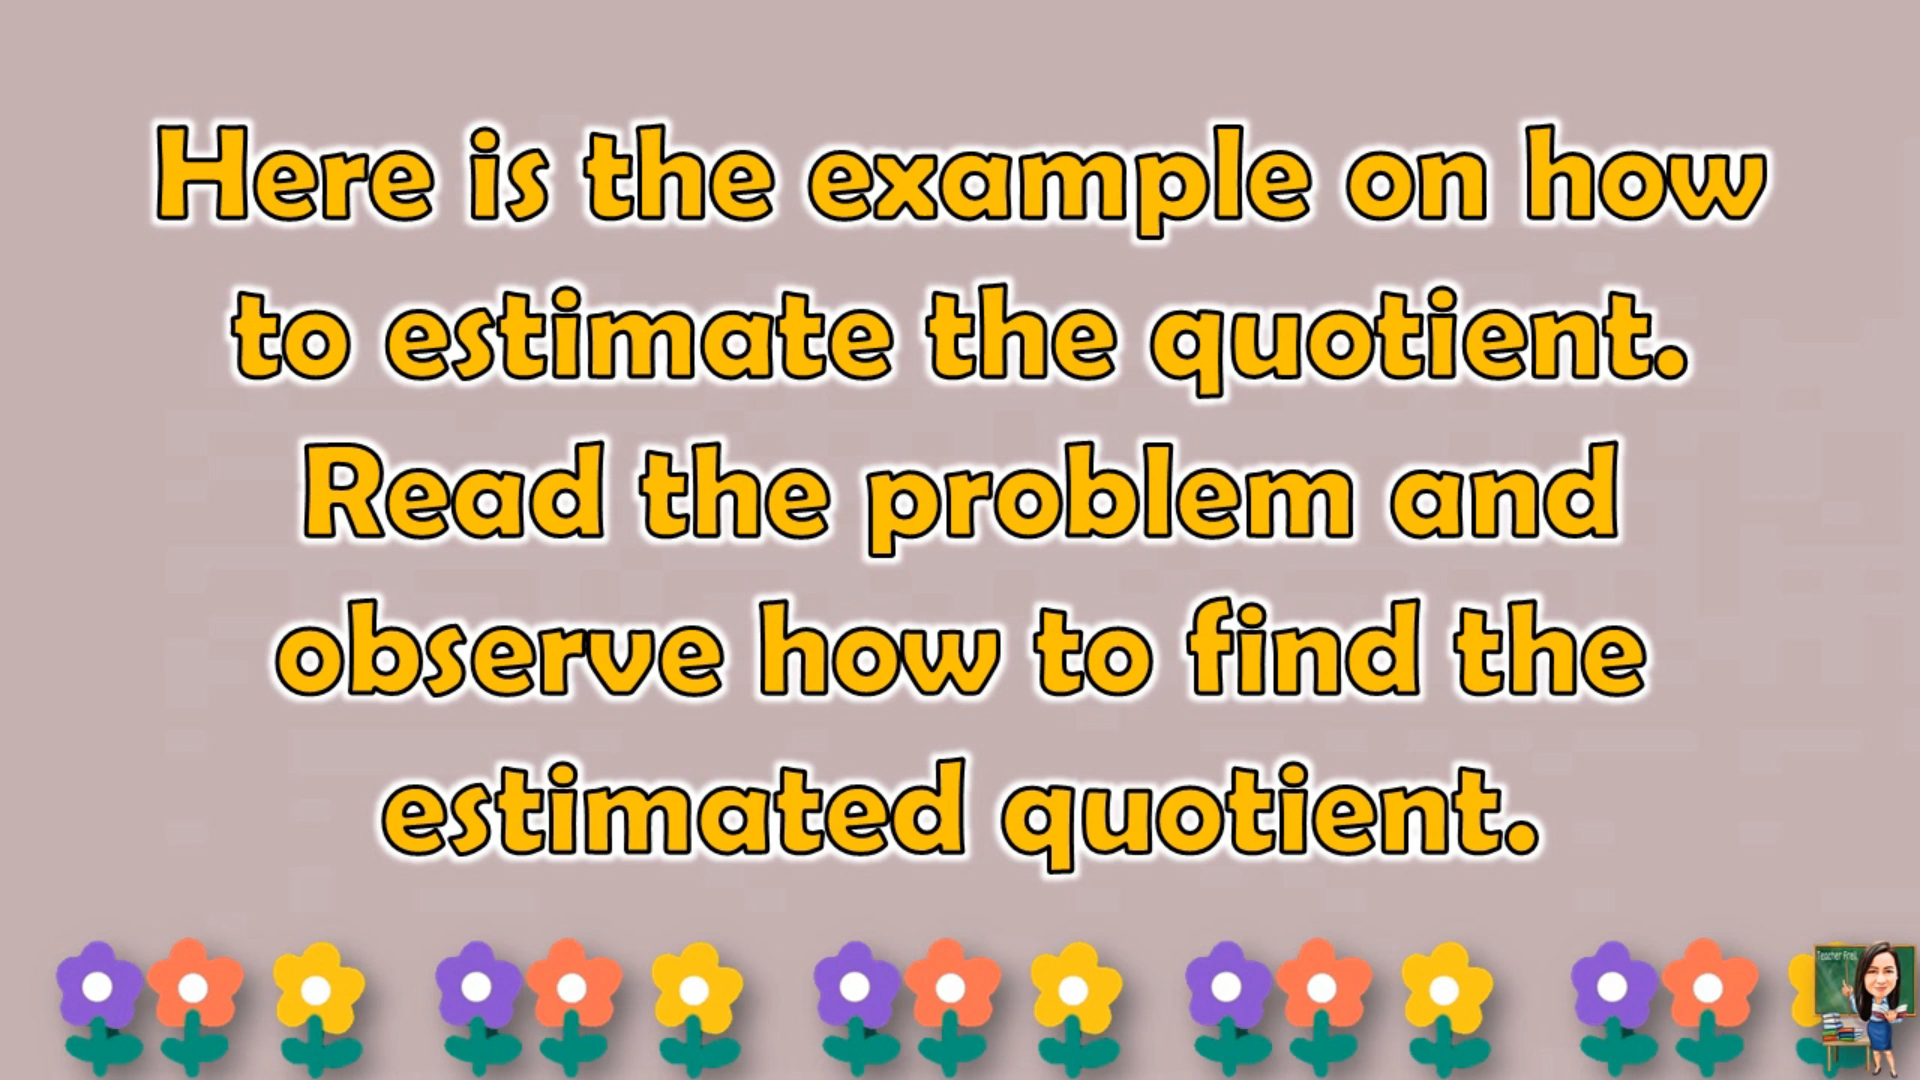 Here is the example on how
to estimate the quotient.
Read the problem and
observe how to find the
estimated quotient.